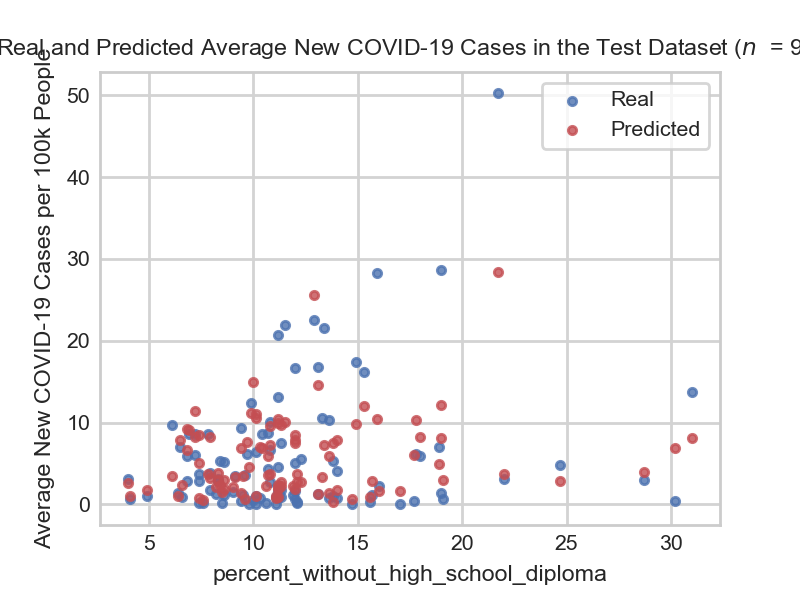 Real and Predicted Average New COVID-19 Cases in the Test Dataset (n = 9
Average New COVID-19 Cases per 100k People
50
40
30
20
10
0
Real
Predicted
5 10 15 20 25 30
percent_without_high_school_diploma